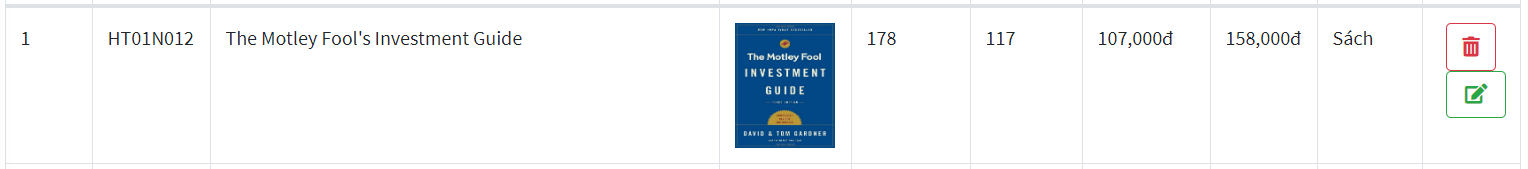 1
HT01N012
The Motley Fool's Investment Guide
The Motley Fool
INVESTMENT
GUIDE
DAVID & TOM GARDNER
178
117
107,000đ
158,000đ
Sách